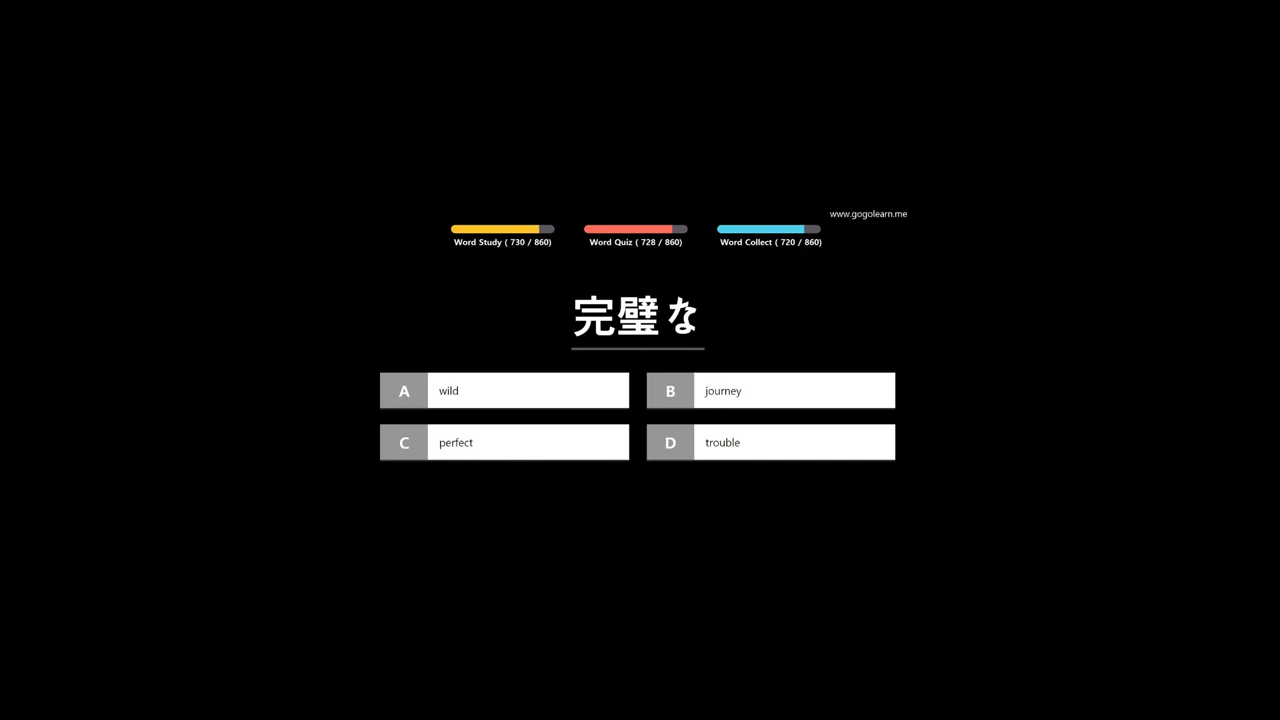 www.gogolearn.me
Word Study ( 730 / 860)
Word Quiz ( 728 / 860)
Word Collect ( 720 / 860)
完璧な
A wild
B journey
C perfect
D trouble